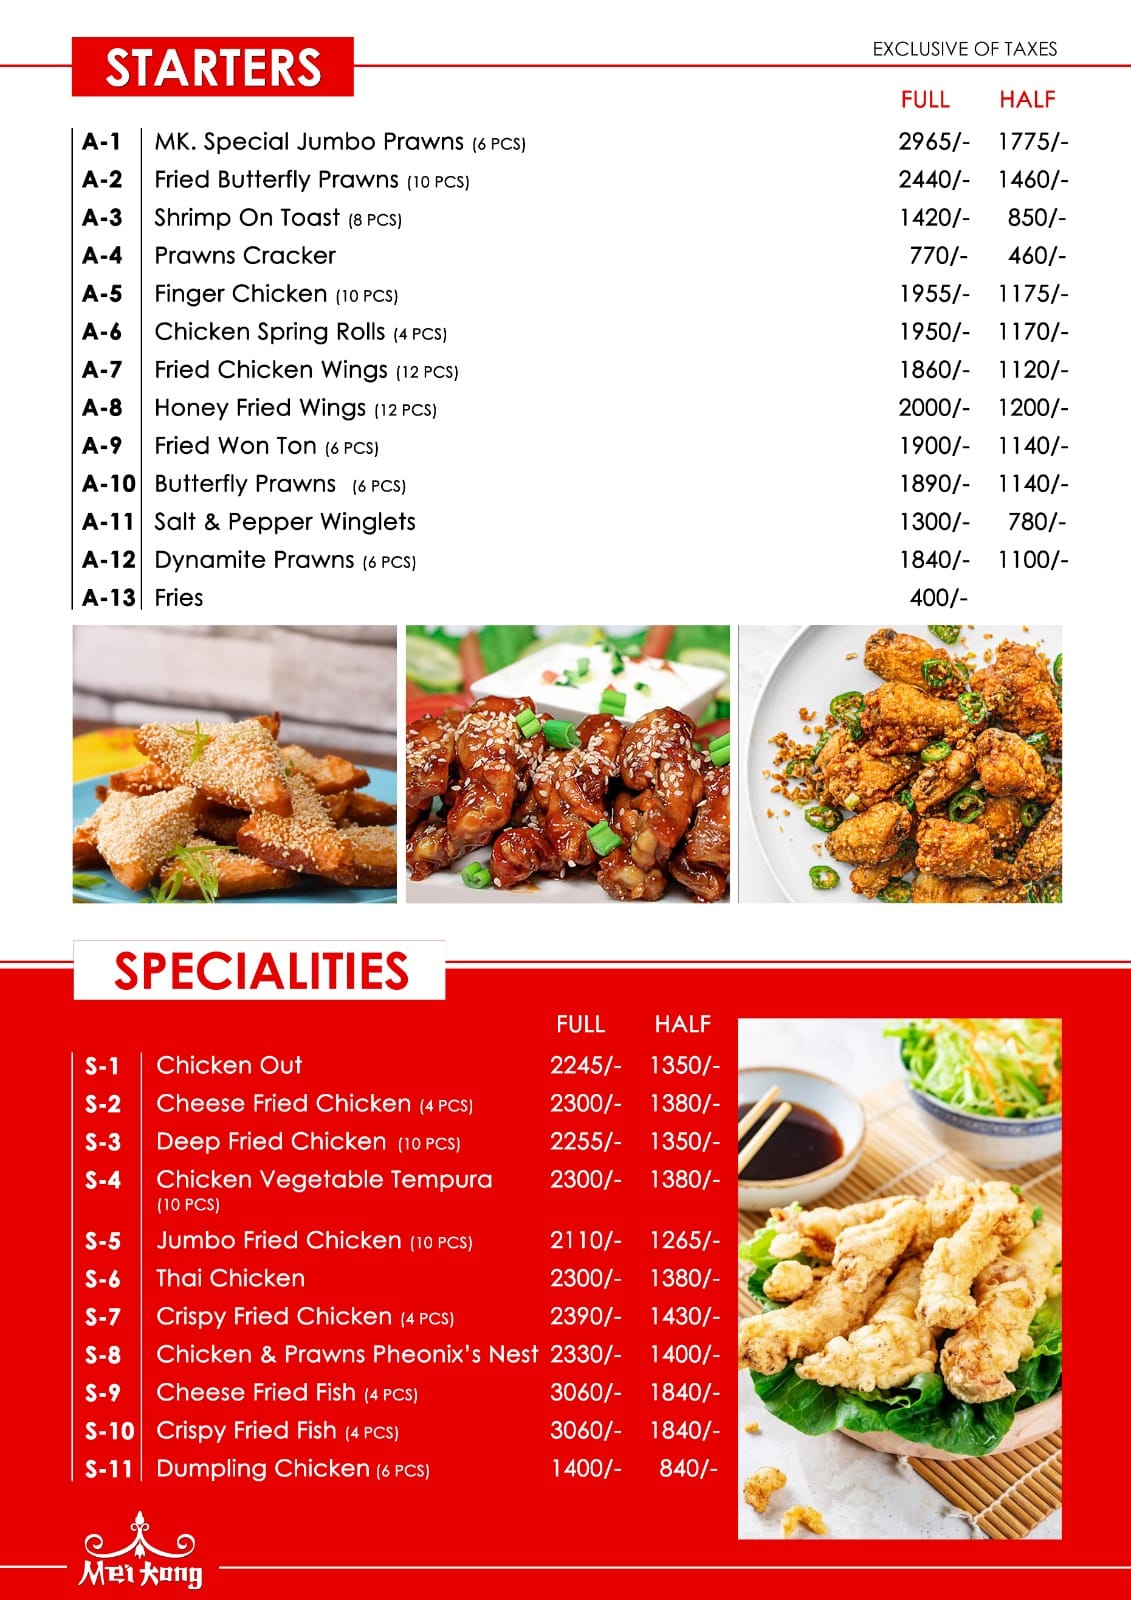 STARTERS
EXCLUSIVE OF TAXES
FULL HALF
A-1 MK. Special Jumbo Prawns (6 PCS) 2965/- 1775/-
A-2 Fried Butterfly Prawns (10 PCS) 2440/- 1460/-
A-3 Shrimp On Toast (8 PCS) 1420/- 850/-
A-4 Prawns Cracker 770/- 460/-
A-5 Finger Chicken (10 PCS) 1955/- 1175/-
A-6 Chicken Spring Rolls (4 PCS) 1950/- 1170/-
A-7 Fried Chicken Wings (12 PCS) 1860/- 1120/-
A-8 Honey Fried Wings (12 PCS) 2000/- 1200/-
A-9 Fried Won Ton (6 PCS) 1900/- 1140/-
A-10 Butterfly Prawns (6 PCS) 1890/- 1140/-
A-11 Salt & Pepper Winglets 1300/- 780/-
A-12 Dynamite Prawns (6 PCS) 1840/- 1100/-
A-13 Fries 400/-
SPECIALITIES
FULL HALF
S-1 Chicken Out 2245/- 1350/-
S-2 Cheese Fried Chicken (4 PCS) 2300/- 1380/-
S-3 Deep Fried Chicken (10 PCS) 2255/- 1350/-
S-4 Chicken Vegetable Tempura 2300/- 1380/-
(10 PCS)
S-5 Jumbo Fried Chicken (10 PCS) 2110/- 1265/-
S-6 Thai Chicken 2300/- 1380/-
S-7 Crispy Fried Chicken (4 PCS) 2390/- 1430/-
S-8 Chicken & Prawns Pheonix's Nest 2330/- 1400/-
S-9 Cheese Fried Fish (4 PCS) 3060/- 1840/-
S-10 Crispy Fried Fish (4 PCS) 3060/- 1840/-
S-11 Dumpling Chicken (6 PCS) 1400/- 840/-
Mei Kong